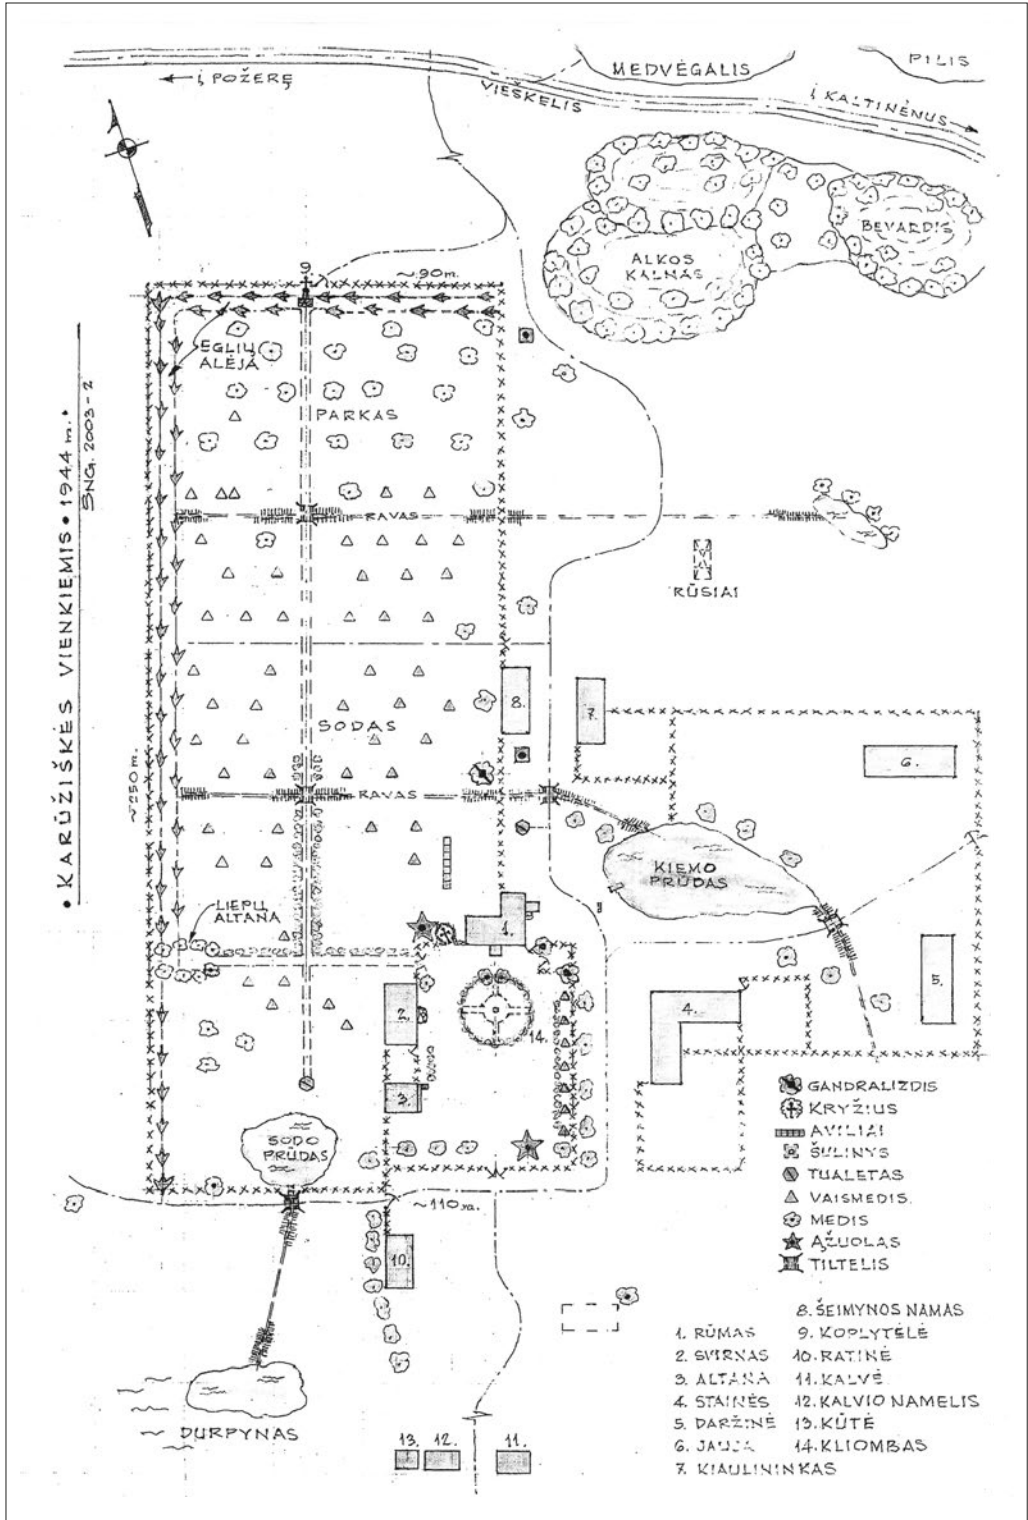 MEDVĖGALIS
PILIS
Į POŽERĘ
VIEŠKELIS
Į KALTINĖNUS
BEVARDIS
ALKOS
KALNAS
9.
~90m.
EGLIŲ
ALĖJA
PARKAS
• KARŪŽIŠKĖS VIENKIEMIS • 1944 m. •
SNG. 2003-2
RAVAS
RŪSIAI
8.
7.
SODAS
6.
~250m.
RAVAS
KIEMO
PRŪDAS
LIEPŲ
ALTANA
1.
5.
2.
4.
14.
3.
GANDRALIZDIS
KRYŽIUS
AVILIAI
ŠULINYS
TUALETAS
VAISMEDIS
MEDIS
ĄŽUOLAS
TILTELIS
SODO
PRŪDAS
~110m.
10.
8. ŠEIMYNOS NAMAS
1. RŪMAS 9. KOPLYTĖLĖ
2. SVIRNAS 10. RATINĖ
3. ALTANA 11. KALVĖ
4. STAINĖS 12. KALVIO NAMELIS
5. DARŽINĖ 13. KŪTĖ
6. JAUJA 14. KLIOMBAS
7. KIAULININKAS
DURPYNAS
13. 12. 11.